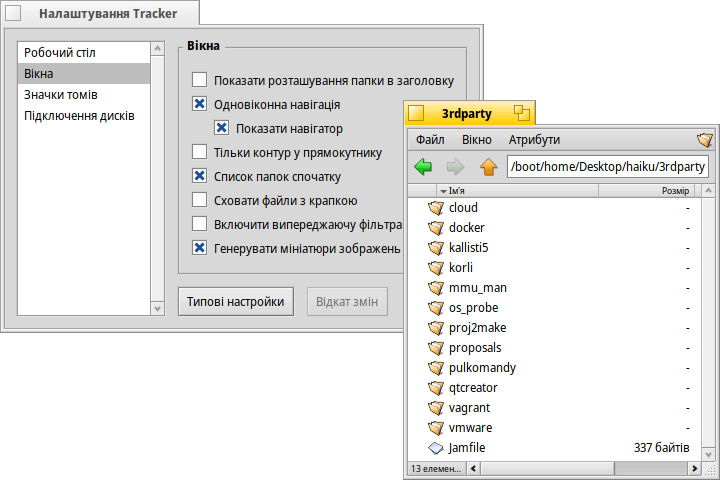 Налаштування Tracker
Робочий стіл
Вікна
Значки томів
Підключення дисків
Вікна
Показати розташування папки в заголовку
Одновіконна навігація
Показати навігатор
Тільки контур у прямокутнику
Список папок спочатку
Сховати файли з крапкою
Включити випереджаючу фільтра
Генерувати мініатюри зображень
Типові настройки
Відкат змін
3rdparty
Файл Вікно Атрибути
/boot/home/Desktop/haiku/3rdparty
Ім'я Розмір
cloud -
docker -
kallisti5 -
korli -
mmu_man -
os_probe -
proj2make -
proposals -
pulkomandy -
qtcreator -
vagrant -
vmware -
Jamfile 337 байтів
13 елемен...